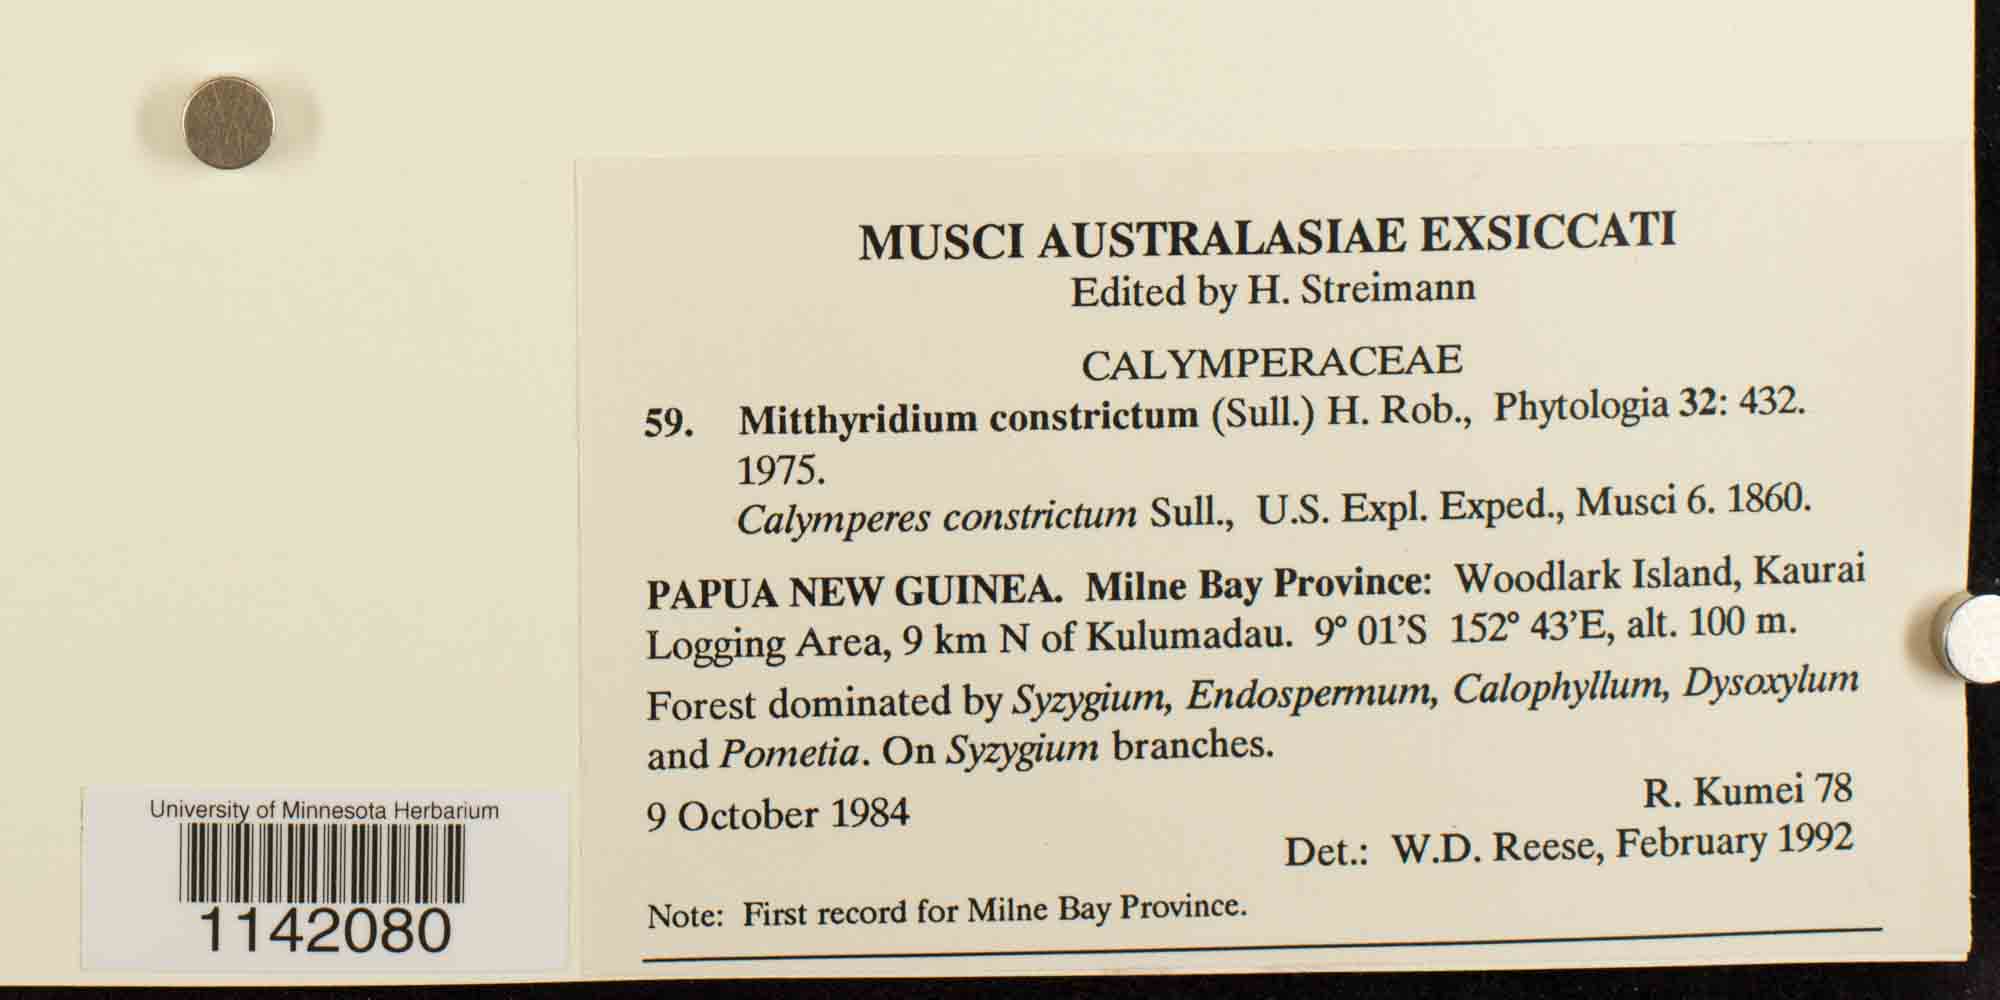 MUSCI AUSTRALASIAE EXSICCATI
Edited by H. Streimann
CALYMPERACEAE
59. Mitthyridium constrictum (Sull.) H. Rob., Phytologia 32: 432.
1975.
Calymperes constrictum Sull., U.S. Expl. Exped., Musci 6. 1860.
PAPUA NEW GUINEA. Milne Bay Province: Woodlark Island, Kaurai
Logging Area, 9 km N of Kulumadau. 9° 01'S 152° 43'E, alt. 100 m.
Forest dominated by Syzygium, Endospermum, Calophyllum, Dysoxylum
and Pometia. On Syzygium branches.
9 October 1984
R. Kumei 78
Det.: W.D. Reese, February 1992
Note: First record for Milne Bay Province.
University of Minnesota Herbarium
1142080